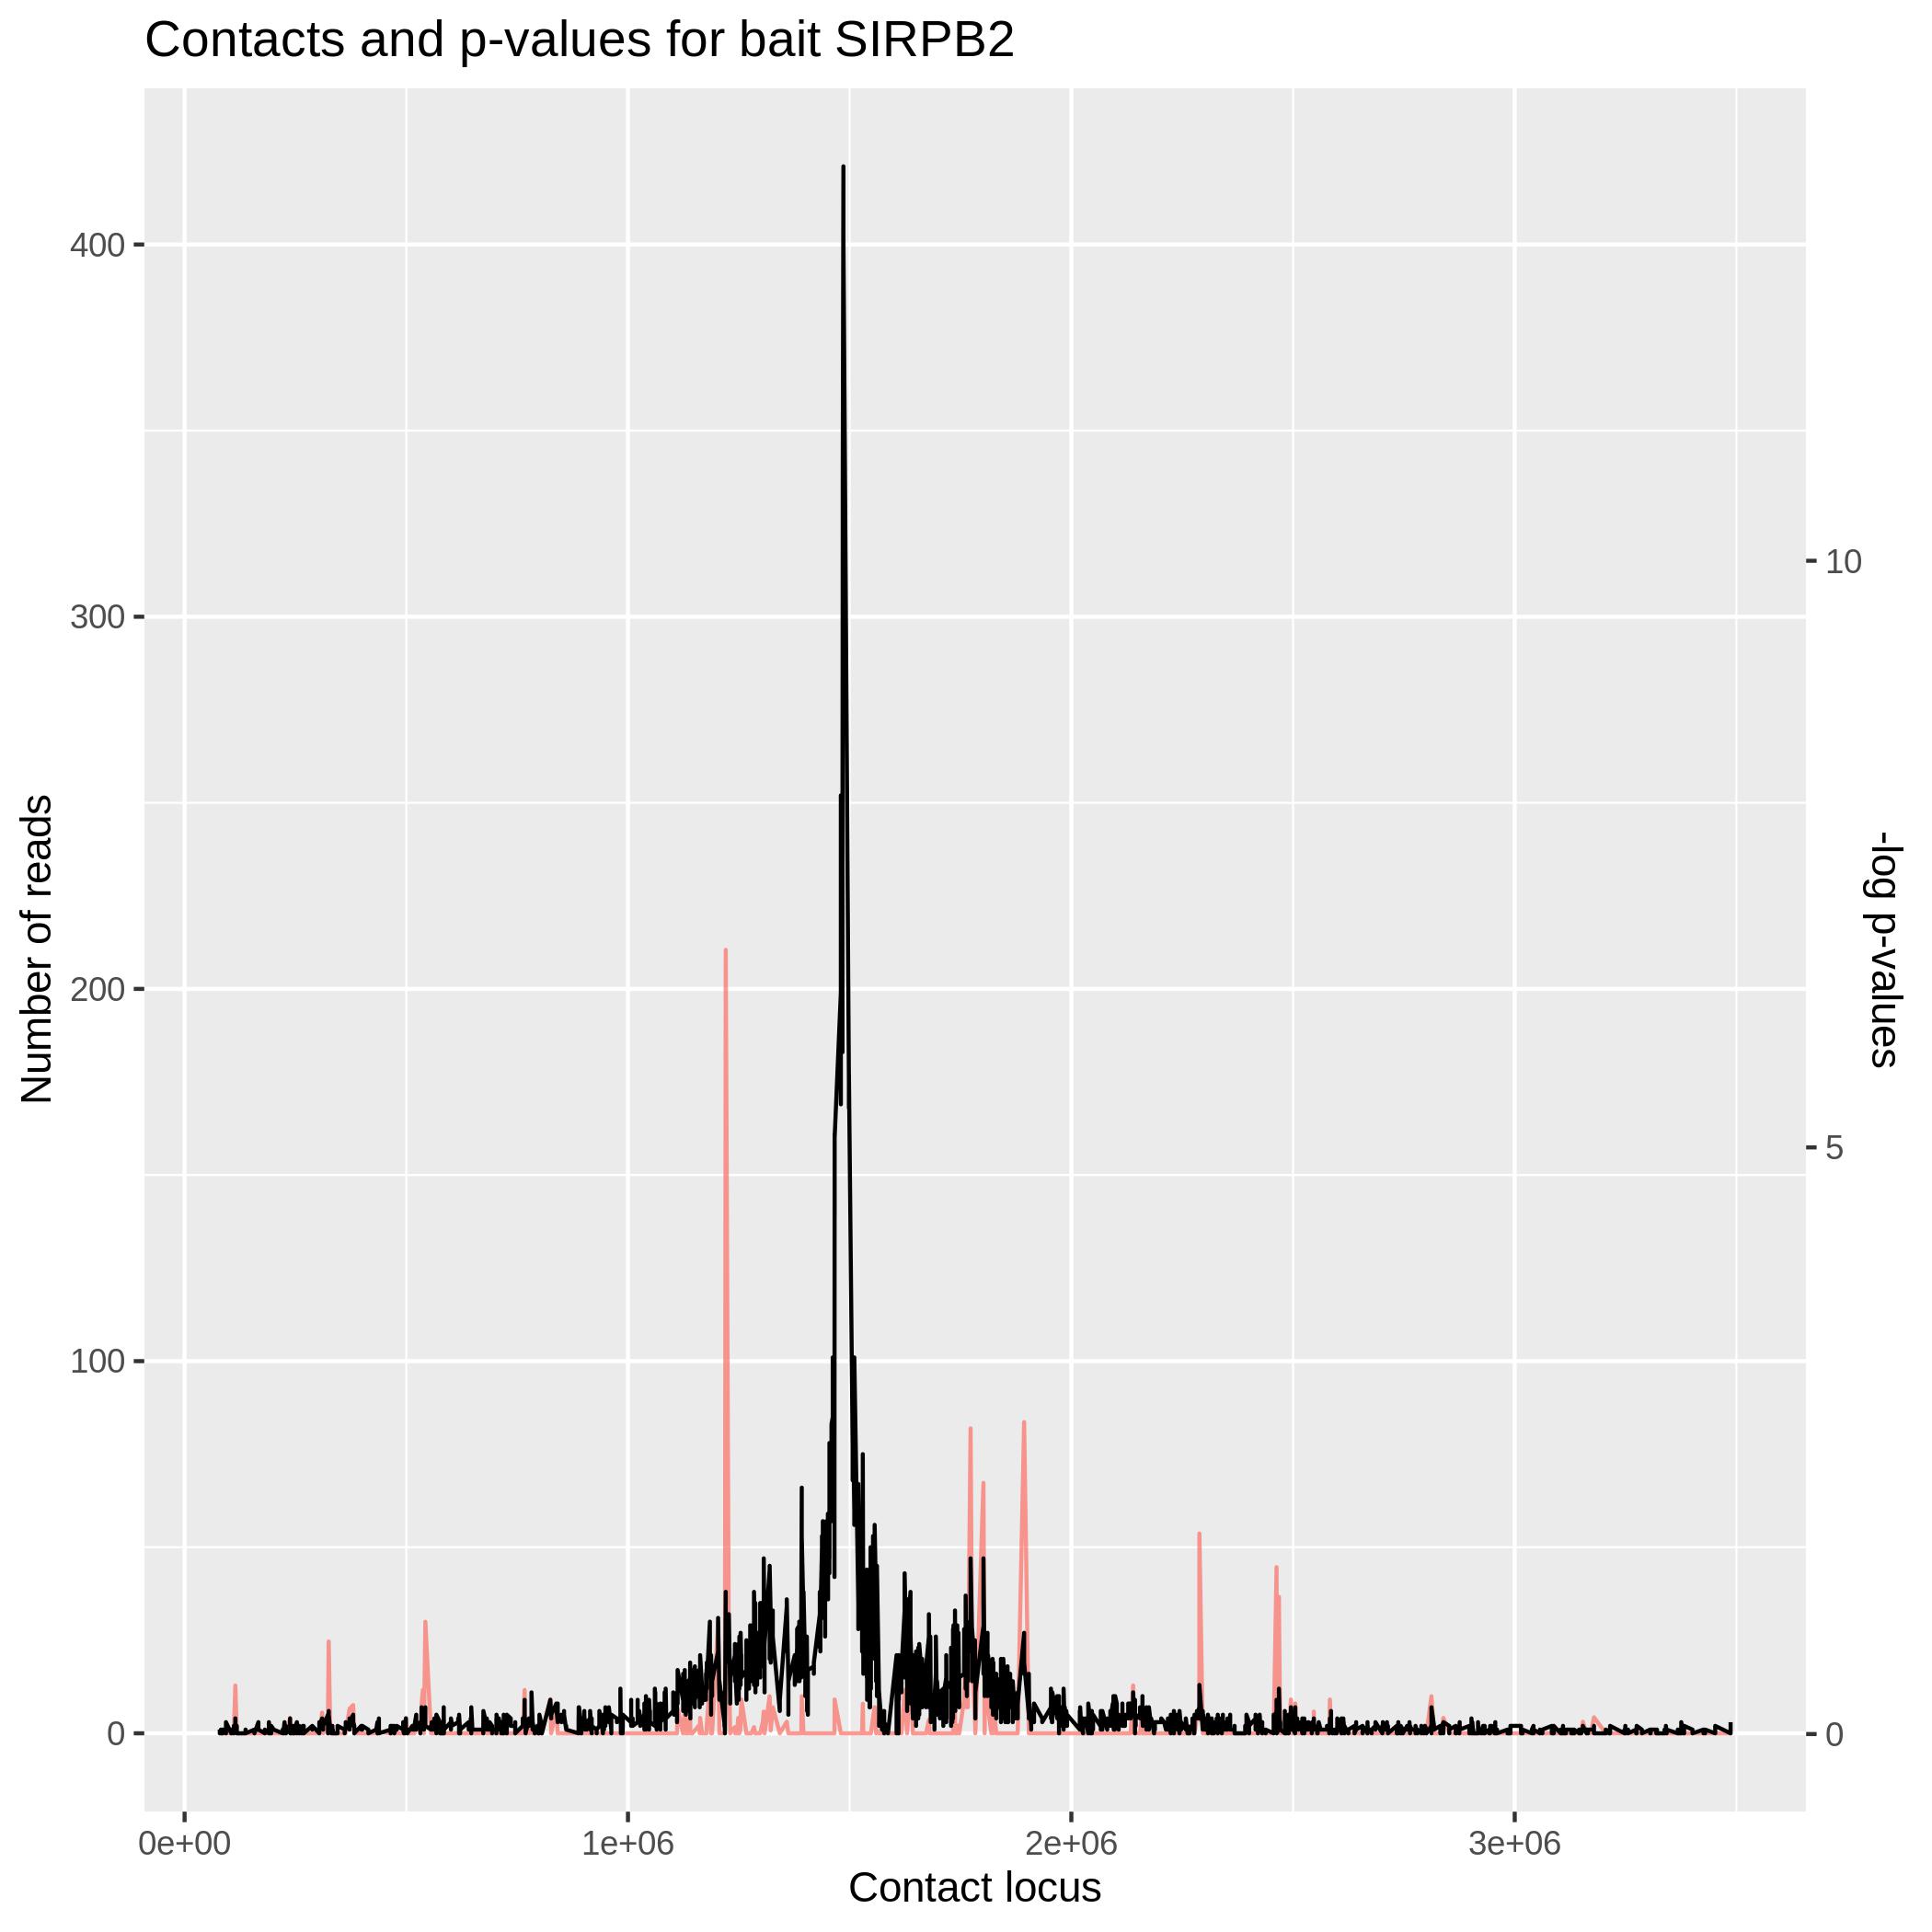 Contacts and p-values for bait SIRPB2
400
300
200
100
0
10
5
0
Number of reads
-log p-values
0e+00
1e+06
2e+06
3e+06
Contact locus